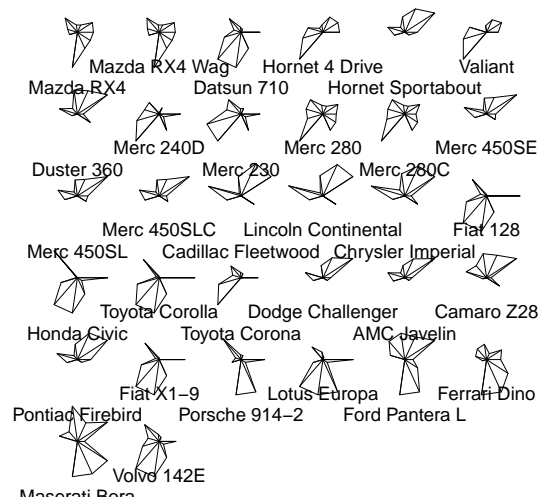 Mazda RX4 Wag Hornet 4 Drive Valiant
Mazda RX4 Datsun 710 Hornet Sportabout
Merc 240D Merc 280 Merc 450SE
Duster 360 Merc 230 Merc 280C
Merc 450SLC Lincoln Continental Fiat 128
Merc 450SL Cadillac Fleetwood Chrysler Imperial
Toyota Corolla Dodge Challenger Camaro Z28
Honda Civic Toyota Corona AMC Javelin
Fiat X1−9 Lotus Europa Ferrari Dino
Pontiac Firebird Porsche 914−2 Ford Pantera L
Volvo 142E
Maserati Bora